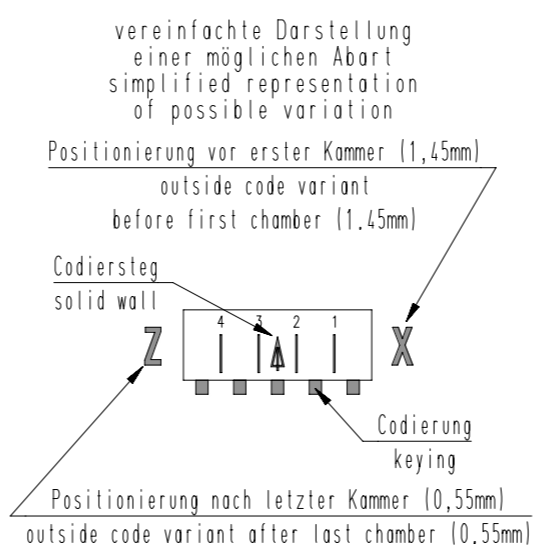 vereinfachte Darstellung
einer möglichen Abart
simplified representation
of possible variation
Positionierung vor erster Kammer (1,45mm)
outside code variant
before first chamber (1,45mm)
Codiersteg
solid wall
4 3 2 1
Z X
Codierung
keying
Positionierung nach letzter Kammer (0,55mm)
outside code variant after last chamber (0,55mm)